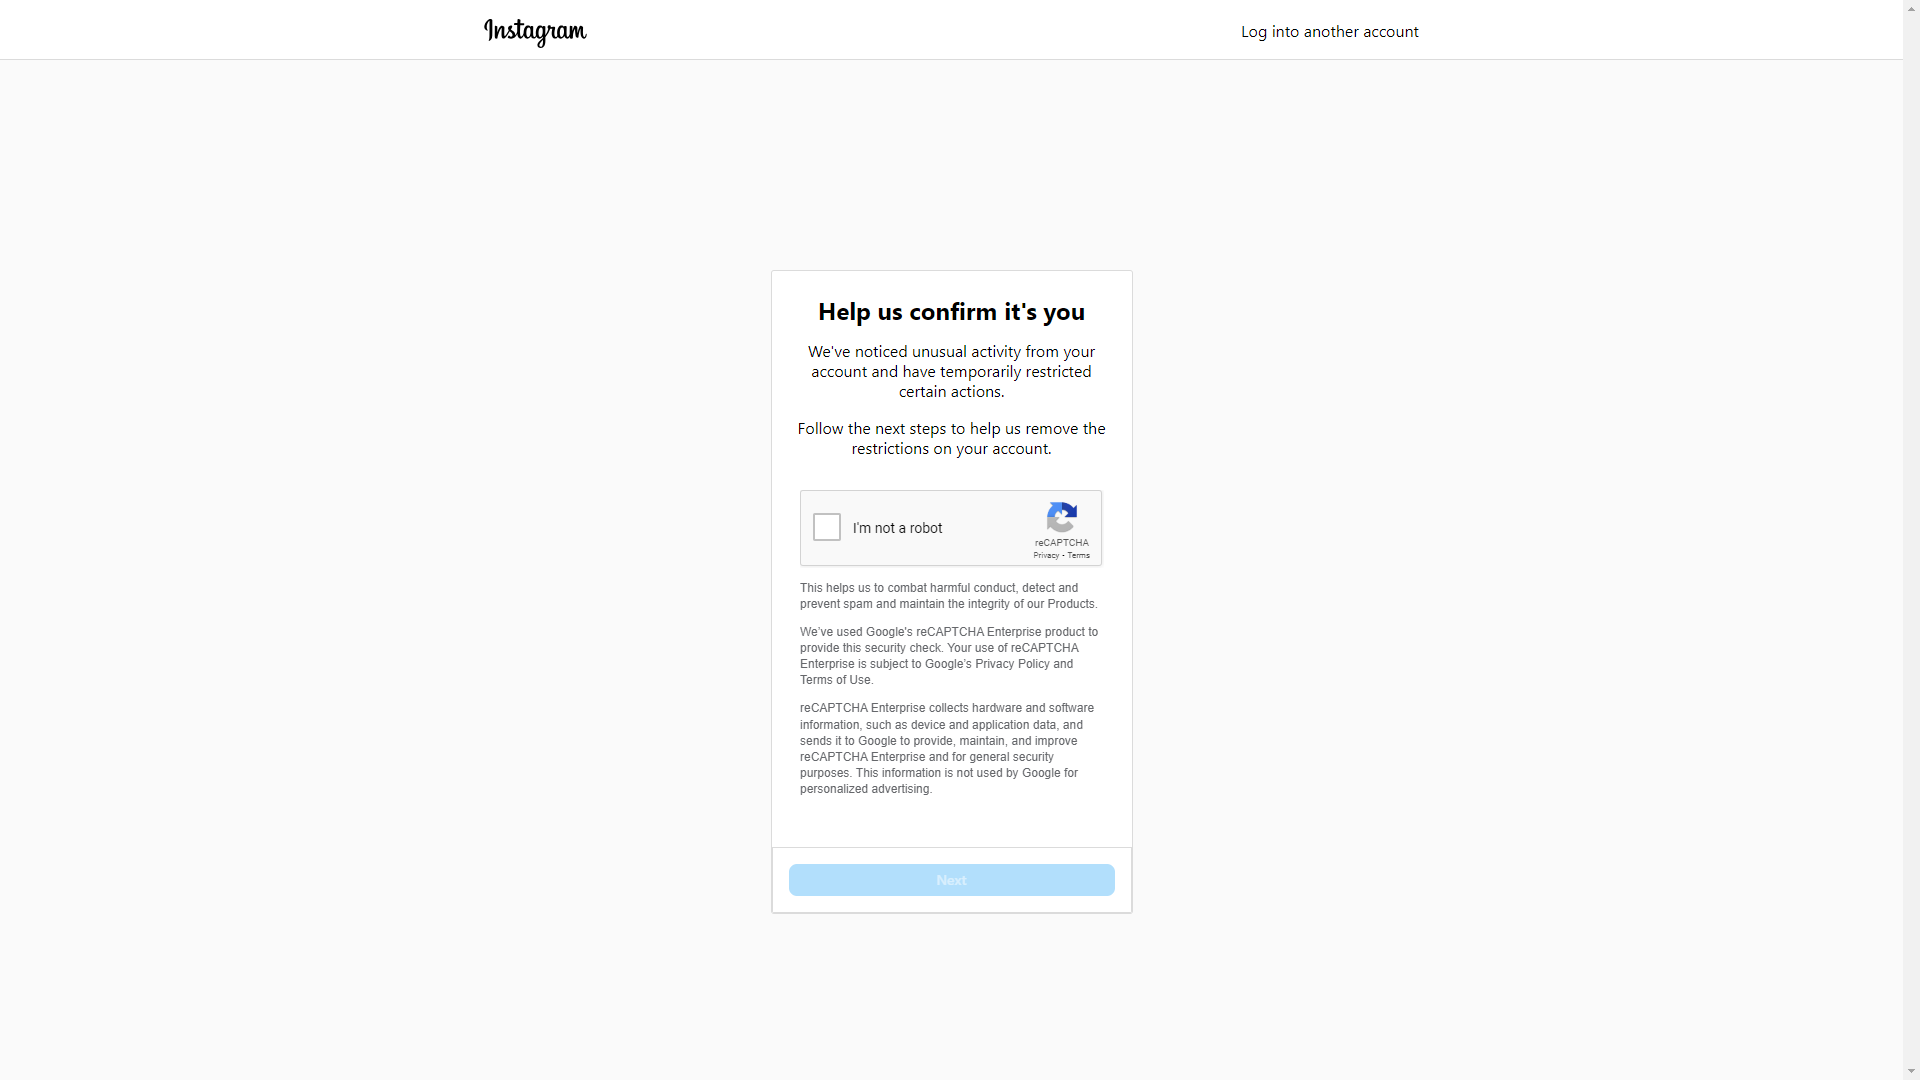 Instagram
Log into another account
Help us confirm it's you
We've noticed unusual activity from your
account and have temporarily restricted
certain actions.
Follow the next steps to help us remove the
restrictions on your account.
I'm not a robot
reCAPTCHA
Privacy - Terms
This helps us to combat harmful conduct, detect and
prevent spam and maintain the integrity of our Products.
We’ve used Google's reCAPTCHA Enterprise product to
provide this security check. Your use of reCAPTCHA
Enterprise is subject to Google’s Privacy Policy and
Terms of Use.
reCAPTCHA Enterprise collects hardware and software
information, such as device and application data, and
sends it to Google to provide, maintain, and improve
reCAPTCHA Enterprise and for general security
purposes. This information is not used by Google for
personalized advertising.
Next